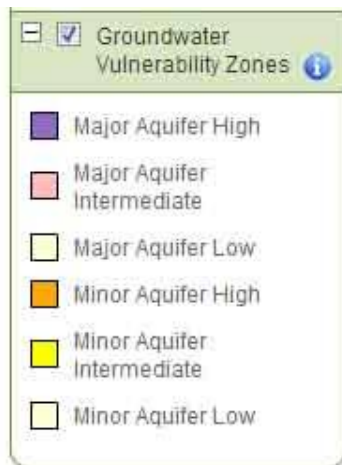 Groundwater
Vulnerability Zones
Major Aquifer High
Major Aquifer
Intermediate
Major Aquifer Low
Minor Aquifer High
Minor Aquifer
Intermediate
Minor Aquifer Low